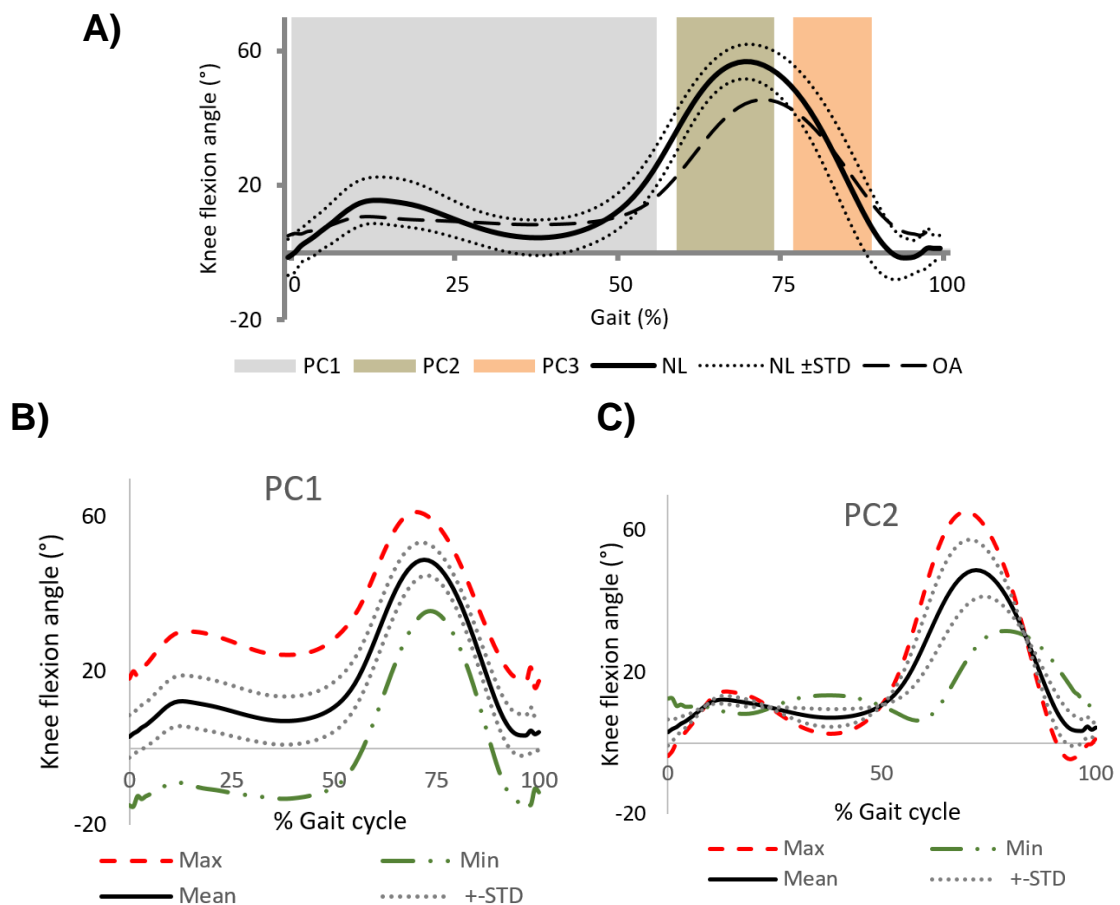 A)
Knee flexion angle (°)
60
20
-20
0 25 50 75 100
Gait (%)
PC1 PC2 PC3 NL NL ±STD OA
B)
PC1
Knee flexion angle (°)
60
20
-20
0 25 50 75 100
% Gait cycle
Max Min
Mean +-STD
C)
PC2
Knee flexion angle (°)
60
20
-20
0 50 100
% Gait cycle
Max Min
Mean +-STD